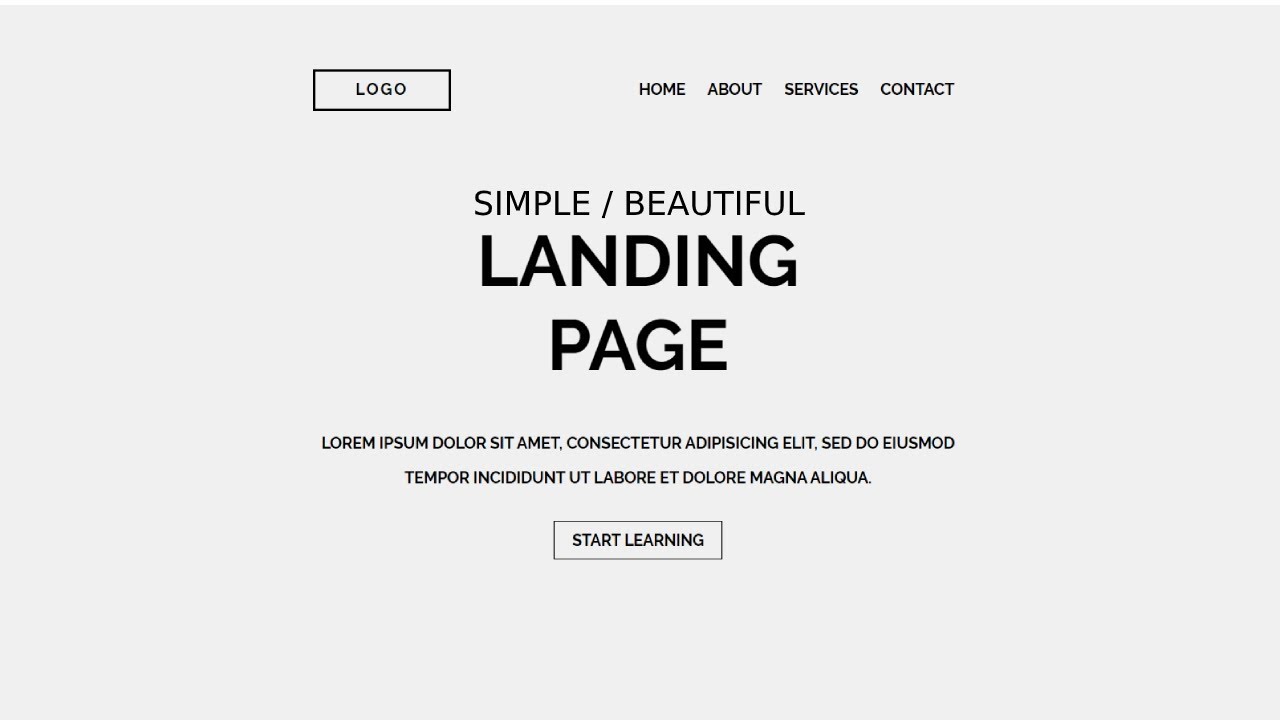 LOGO
HOME ABOUT SERVICES CONTACT
SIMPLE / BEAUTIFUL
LANDING
PAGE
LOREM IPSUM DOLOR SIT AMET, CONSECTETUR ADIPISICING ELIT, SED DO EIUSMOD
TEMPOR INCIDIDUNT UT LABORE ET DOLORE MAGNA ALIQUA.
START LEARNING